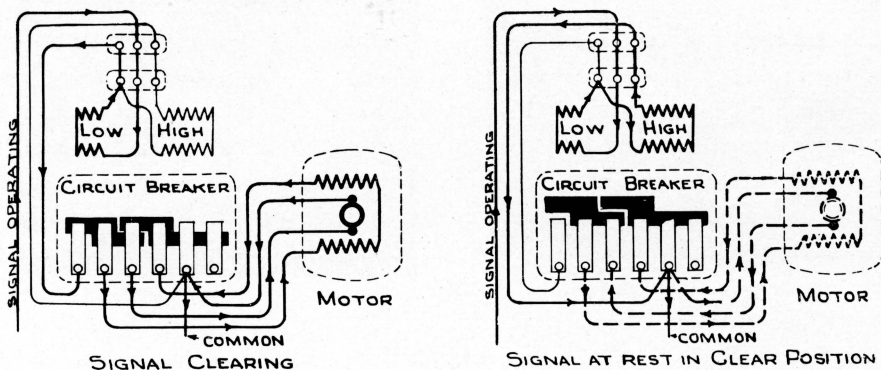 SIGNAL OPERATING
LOW HIGH
CIRCUIT BREAKER
MOTOR
COMMON
SIGNAL CLEARING
SIGNAL OPERATING
LOW HIGH
CIRCUIT BREAKER
MOTOR
COMMON
SIGNAL AT REST IN CLEAR POSITION